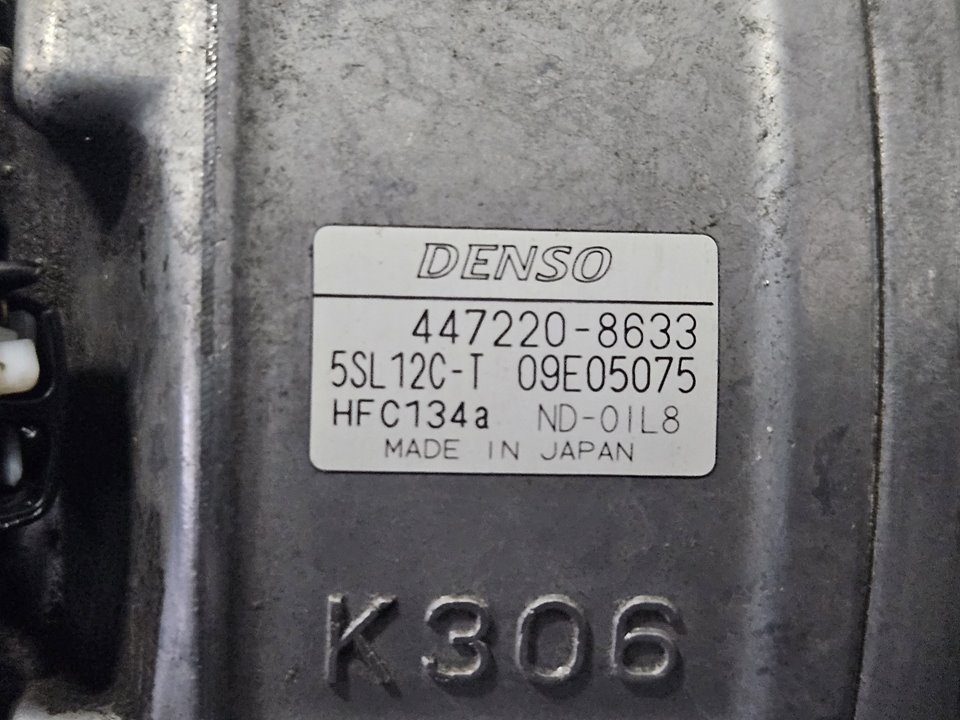 DENSO
447220-8633
5SL12C-T 09E05075
HFC134a ND-OIL8
MADE IN JAPAN
K306